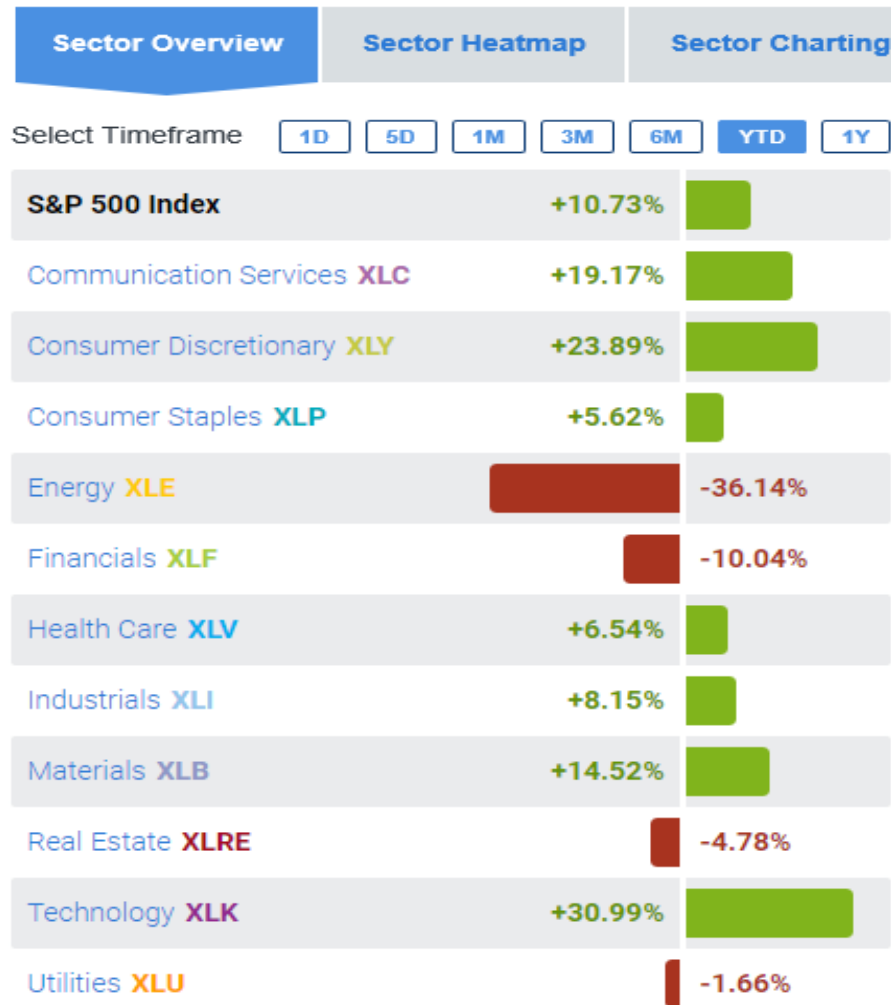 Sector Overview Sector Heatmap Sector Charting
Select Timeframe 1D 5D 1M 3M 6M YTD 1Y
S&P 500 Index +10.73%
Communication Services XLC +19.17%
Consumer Discretionary XLY +23.89%
Consumer Staples XLP +5.62%
Energy XLE -36.14%
Financials XLF -10.04%
Health Care XLV +6.54%
Industrials XLI +8.15%
Materials XLB +14.52%
Real Estate XLRE -4.78%
Technology XLK +30.99%
Utilities XLU -1.66%